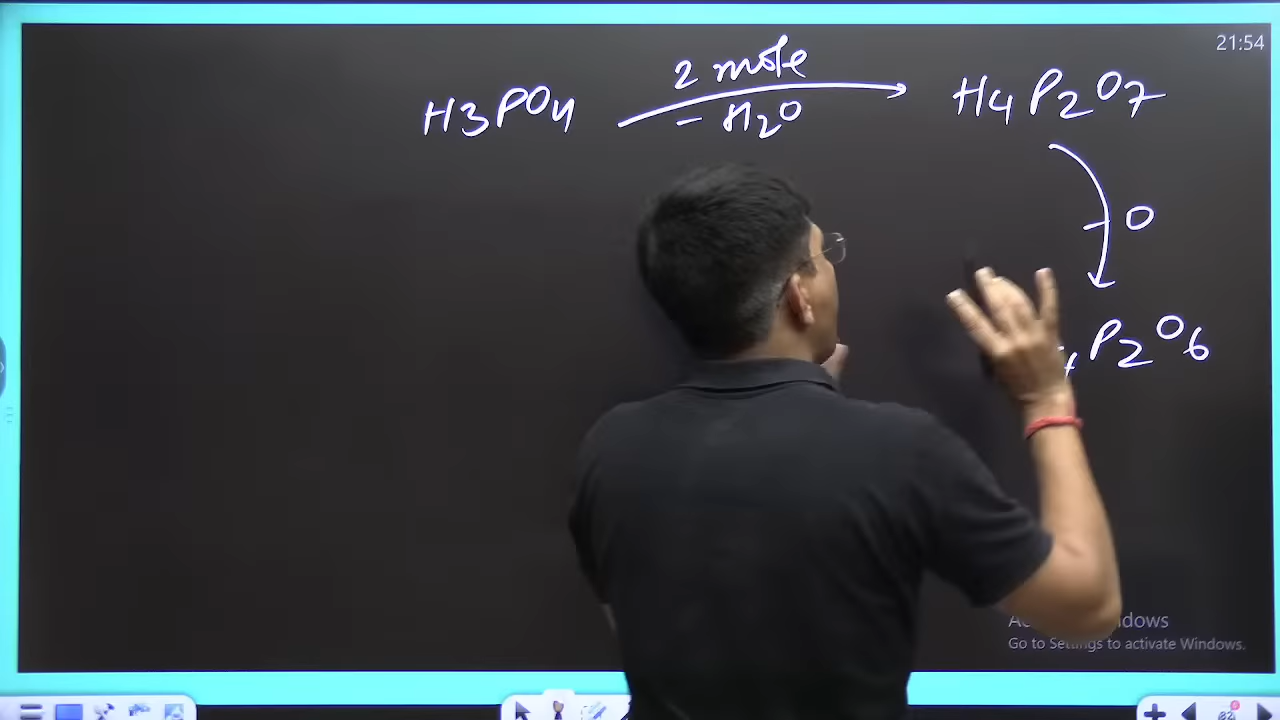 21:54
H3PO4 2 mole - H2O H4P2O7
- O
P2O6
Go to Settings to activate Windows.